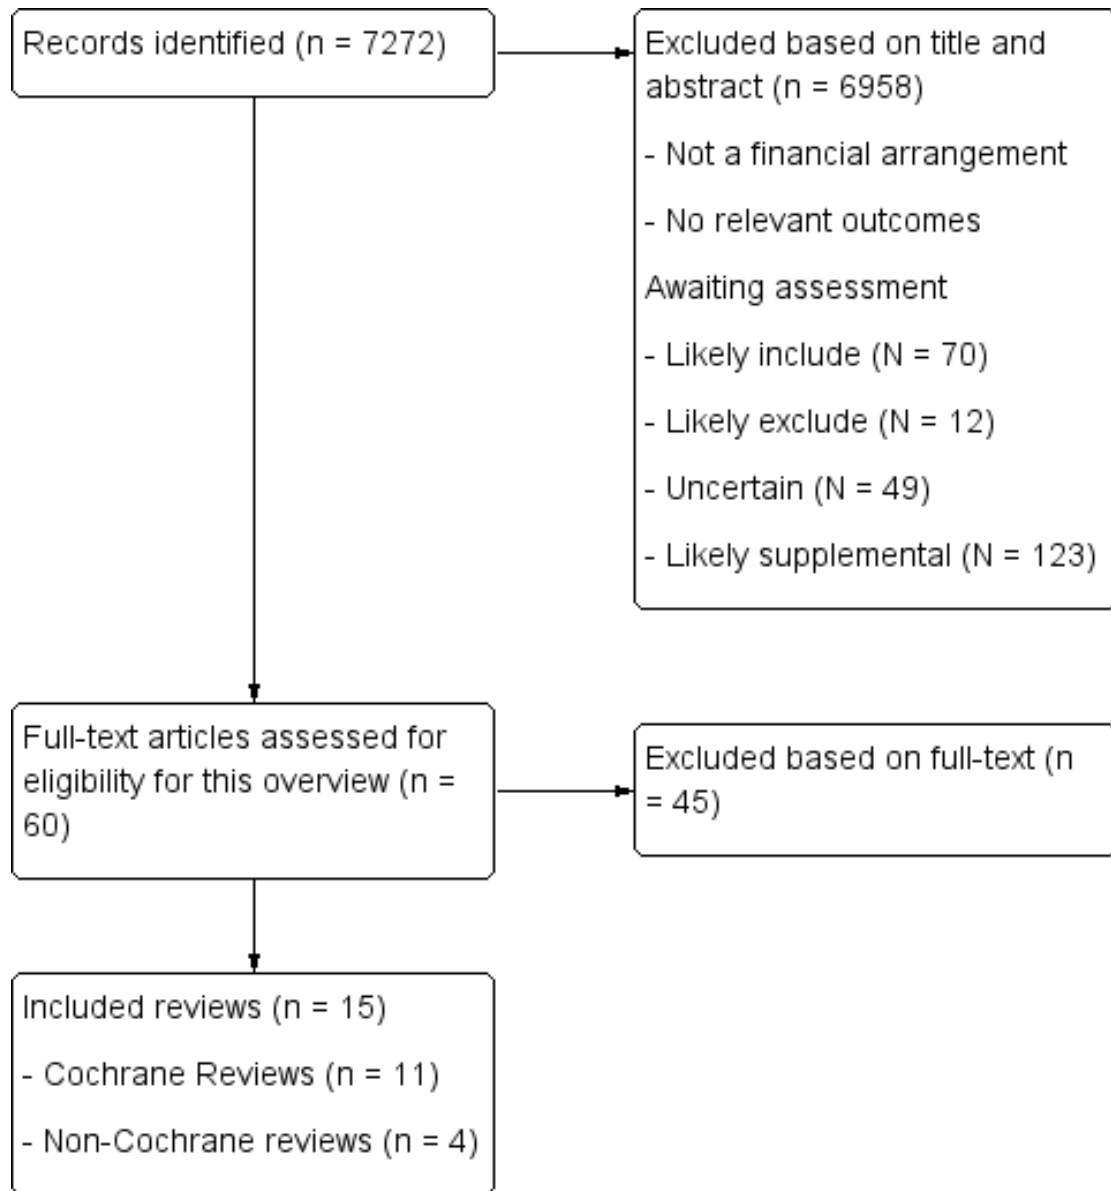 Records identified (n = 7272)
Excluded based on title and
abstract (n = 6958)
- Not a financial arrangement
- No relevant outcomes
Awaiting assessment
- Likely include (N = 70)
- Likely exclude (N = 12)
- Uncertain (N = 49)
- Likely supplemental (N = 123)
Full-text articles assessed for
eligibility for this overview (n =
60)
Excluded based on full-text (n
= 45)
Included reviews (n = 15)
- Cochrane Reviews (n = 11)
- Non-Cochrane reviews (n = 4)